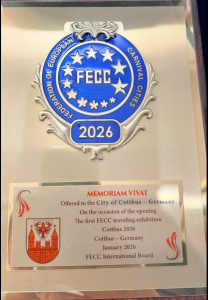 FEDERATION OF EUROPEAN
CARNIVAL CITIES
FECC
2026
MEMORIAM VIVAT
Offered to the City of Cottbus – Germany
On the occasion of the opening
The first FECC traveling exhibition
Cottbus 2026
Cottbus – Germany
January 2026
FECC International Board